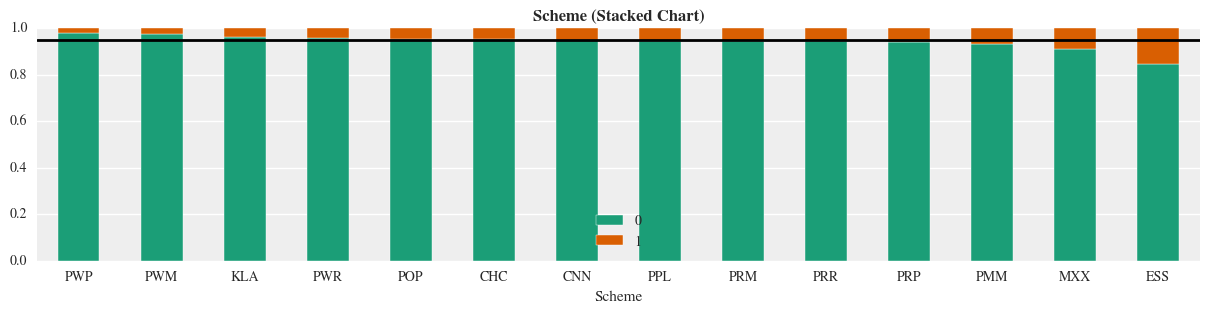 Scheme (Stacked Chart)
1.0
0.8
0.6
0.4
0.2
0.0
0
1
PWP PWM KLA PWR POP CHC CNN PPL PRM PRR PRP PMM MXX ESS
Scheme